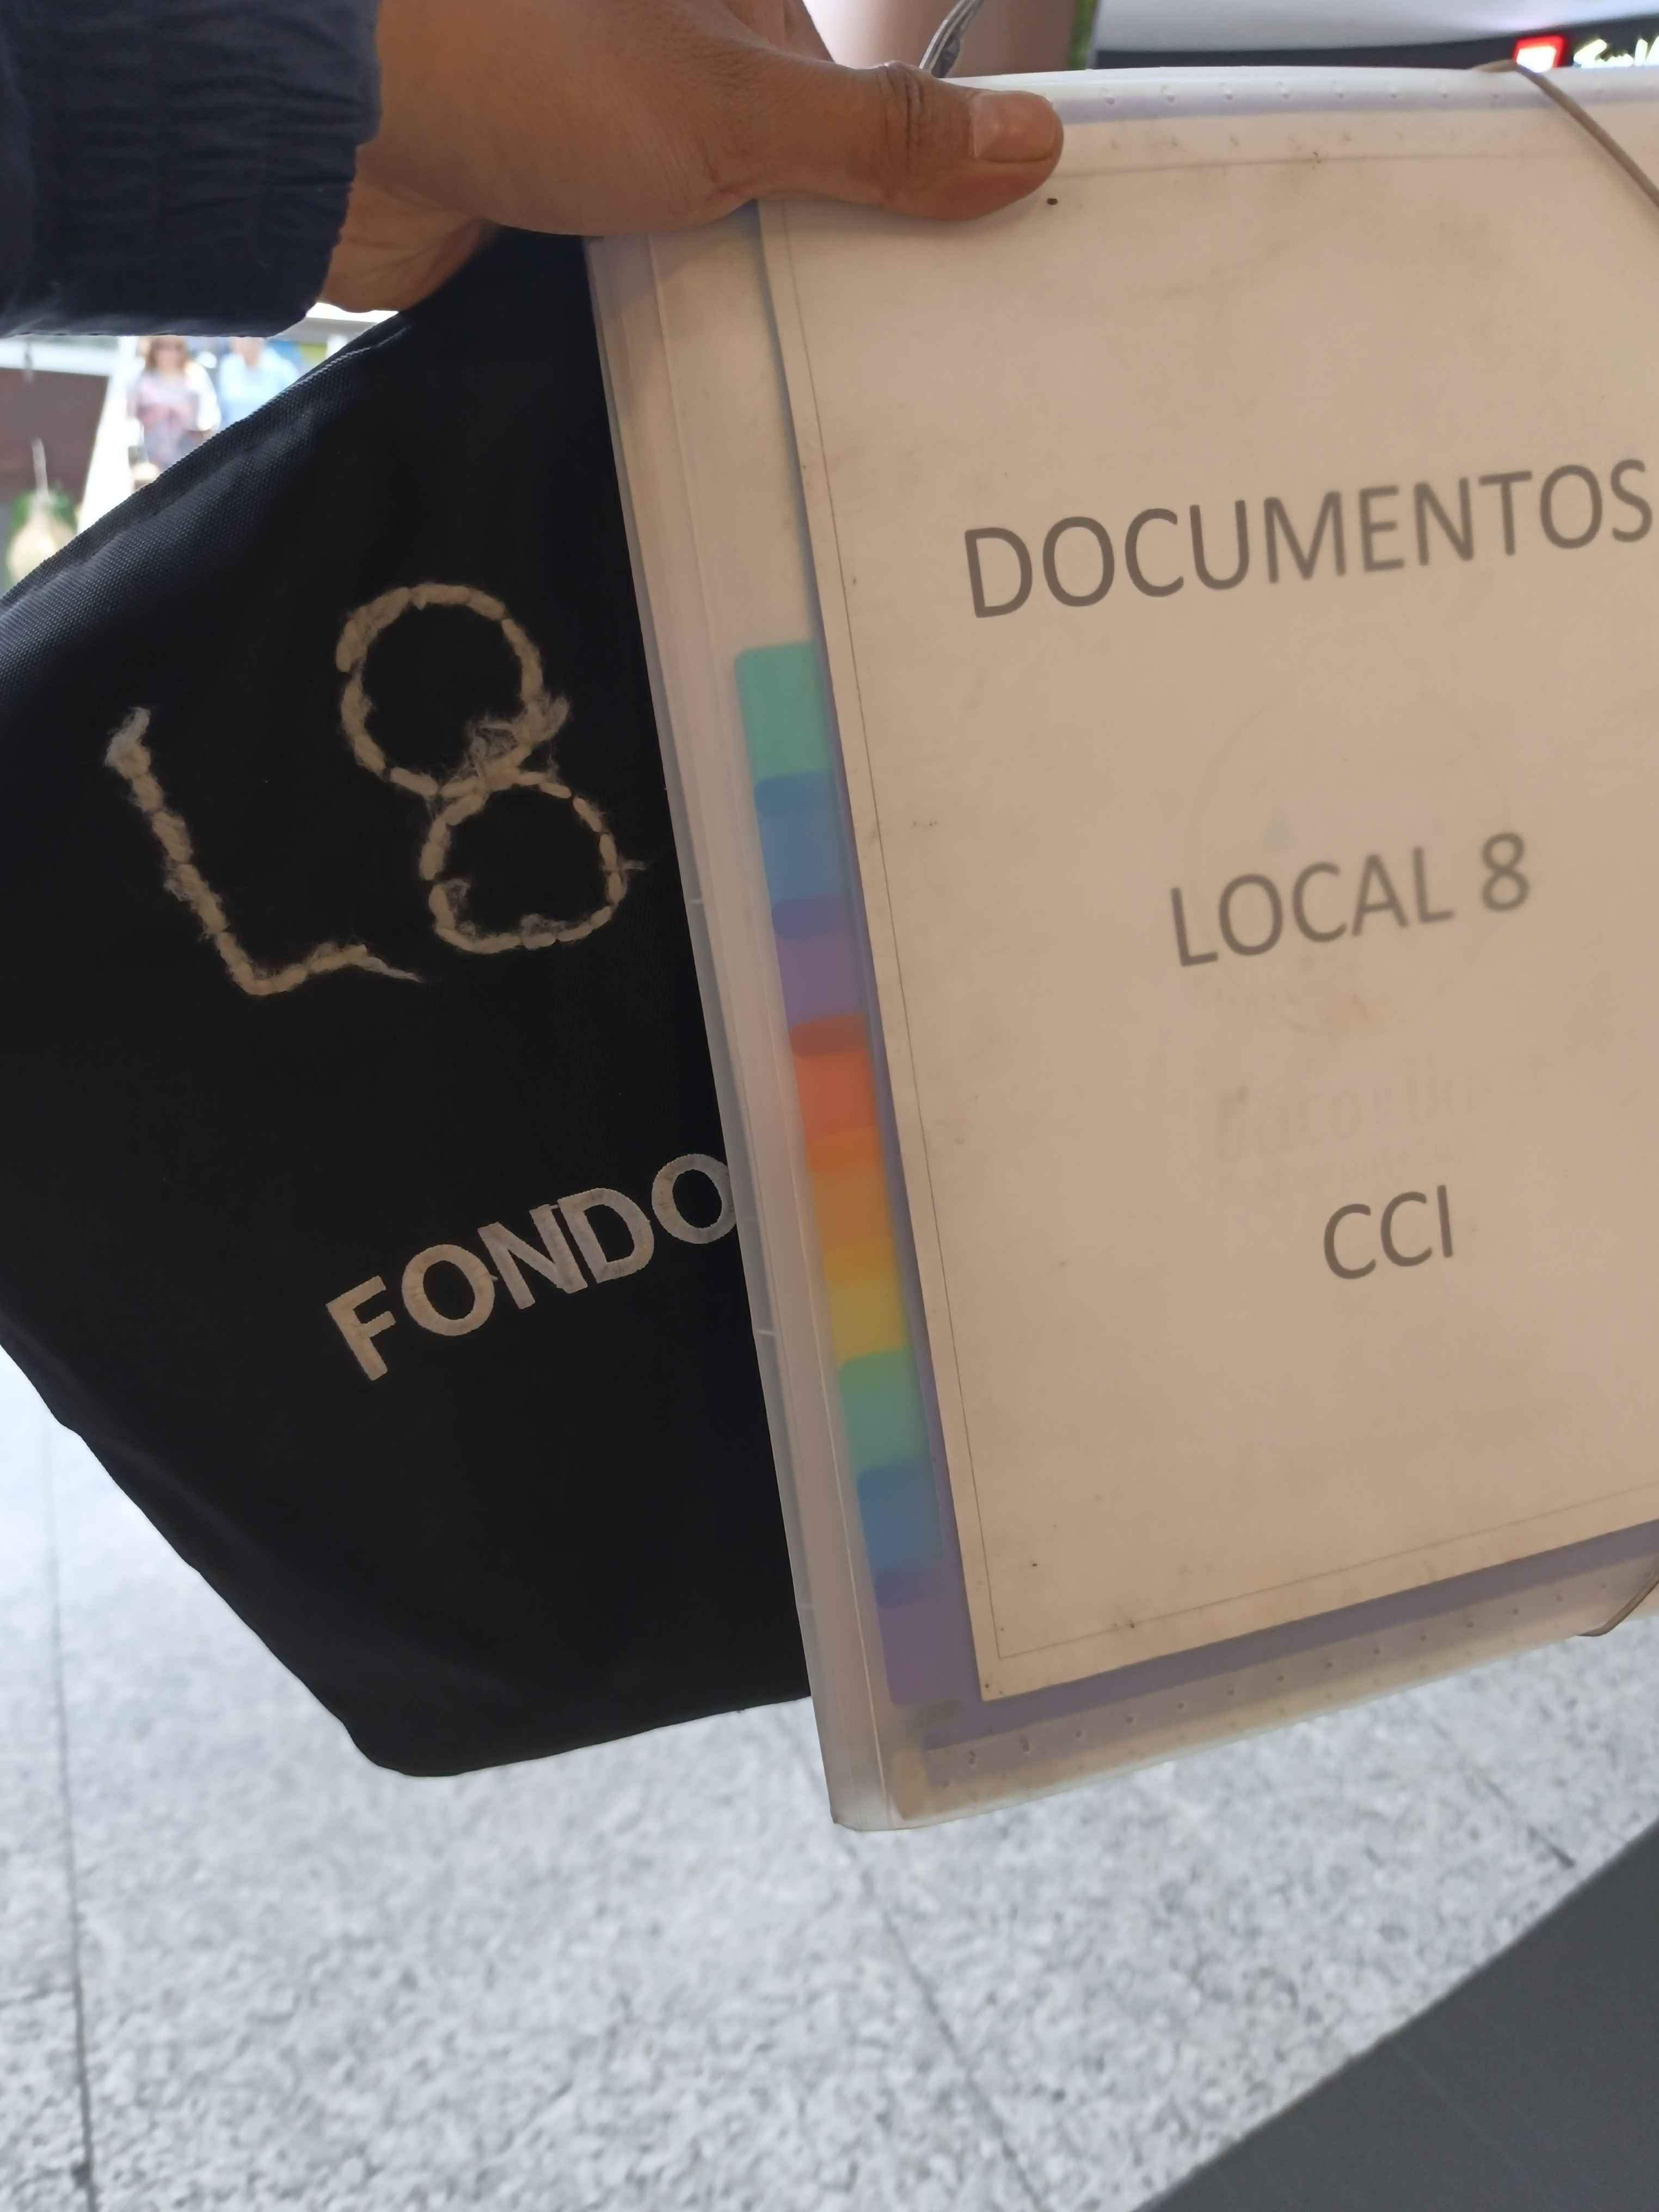 L8
FONDO
DOCUMENTOS
LOCAL 8
CCI